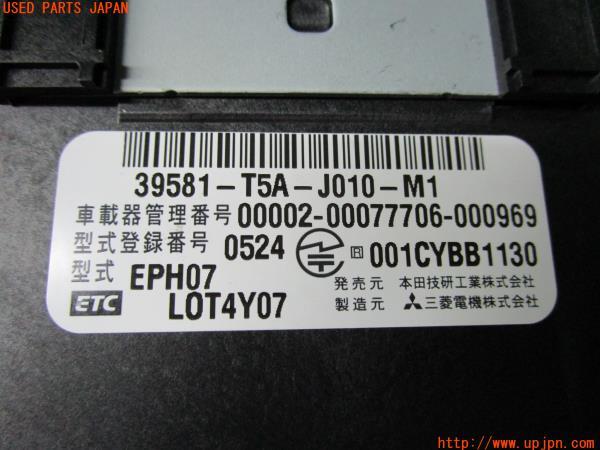 USED PARTS JAPAN
39581-T5A-J010-M1
車載器管理番号 00002-00077706-000969
型式登録番号 0524 R 001CYBB1130
型式 EPH07
発売元 本田技研工業株式会社
ETC LOT4Y07
製造元 三菱電機株式会社
http://www.upjpn.com